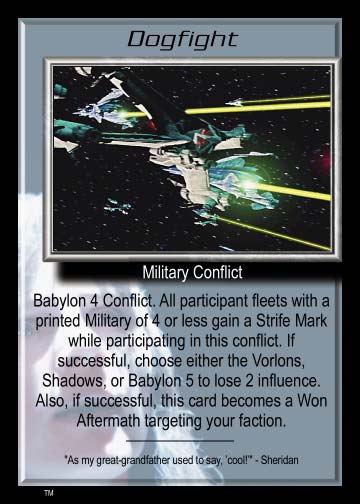 Dogfight
Military Conflict
Babylon 4 Conflict. All participant fleets with a
printed Military of 4 or less gain a Strife Mark
while participating in this conflict. If
successful, choose either the Vorlons,
Shadows, or Babylon 5 to lose 2 influence.
Also, if successful, this card becomes a Won
Aftermath targeting your faction.
"As my great-grandfather used to say, 'cool!'" - Sheridan
TM